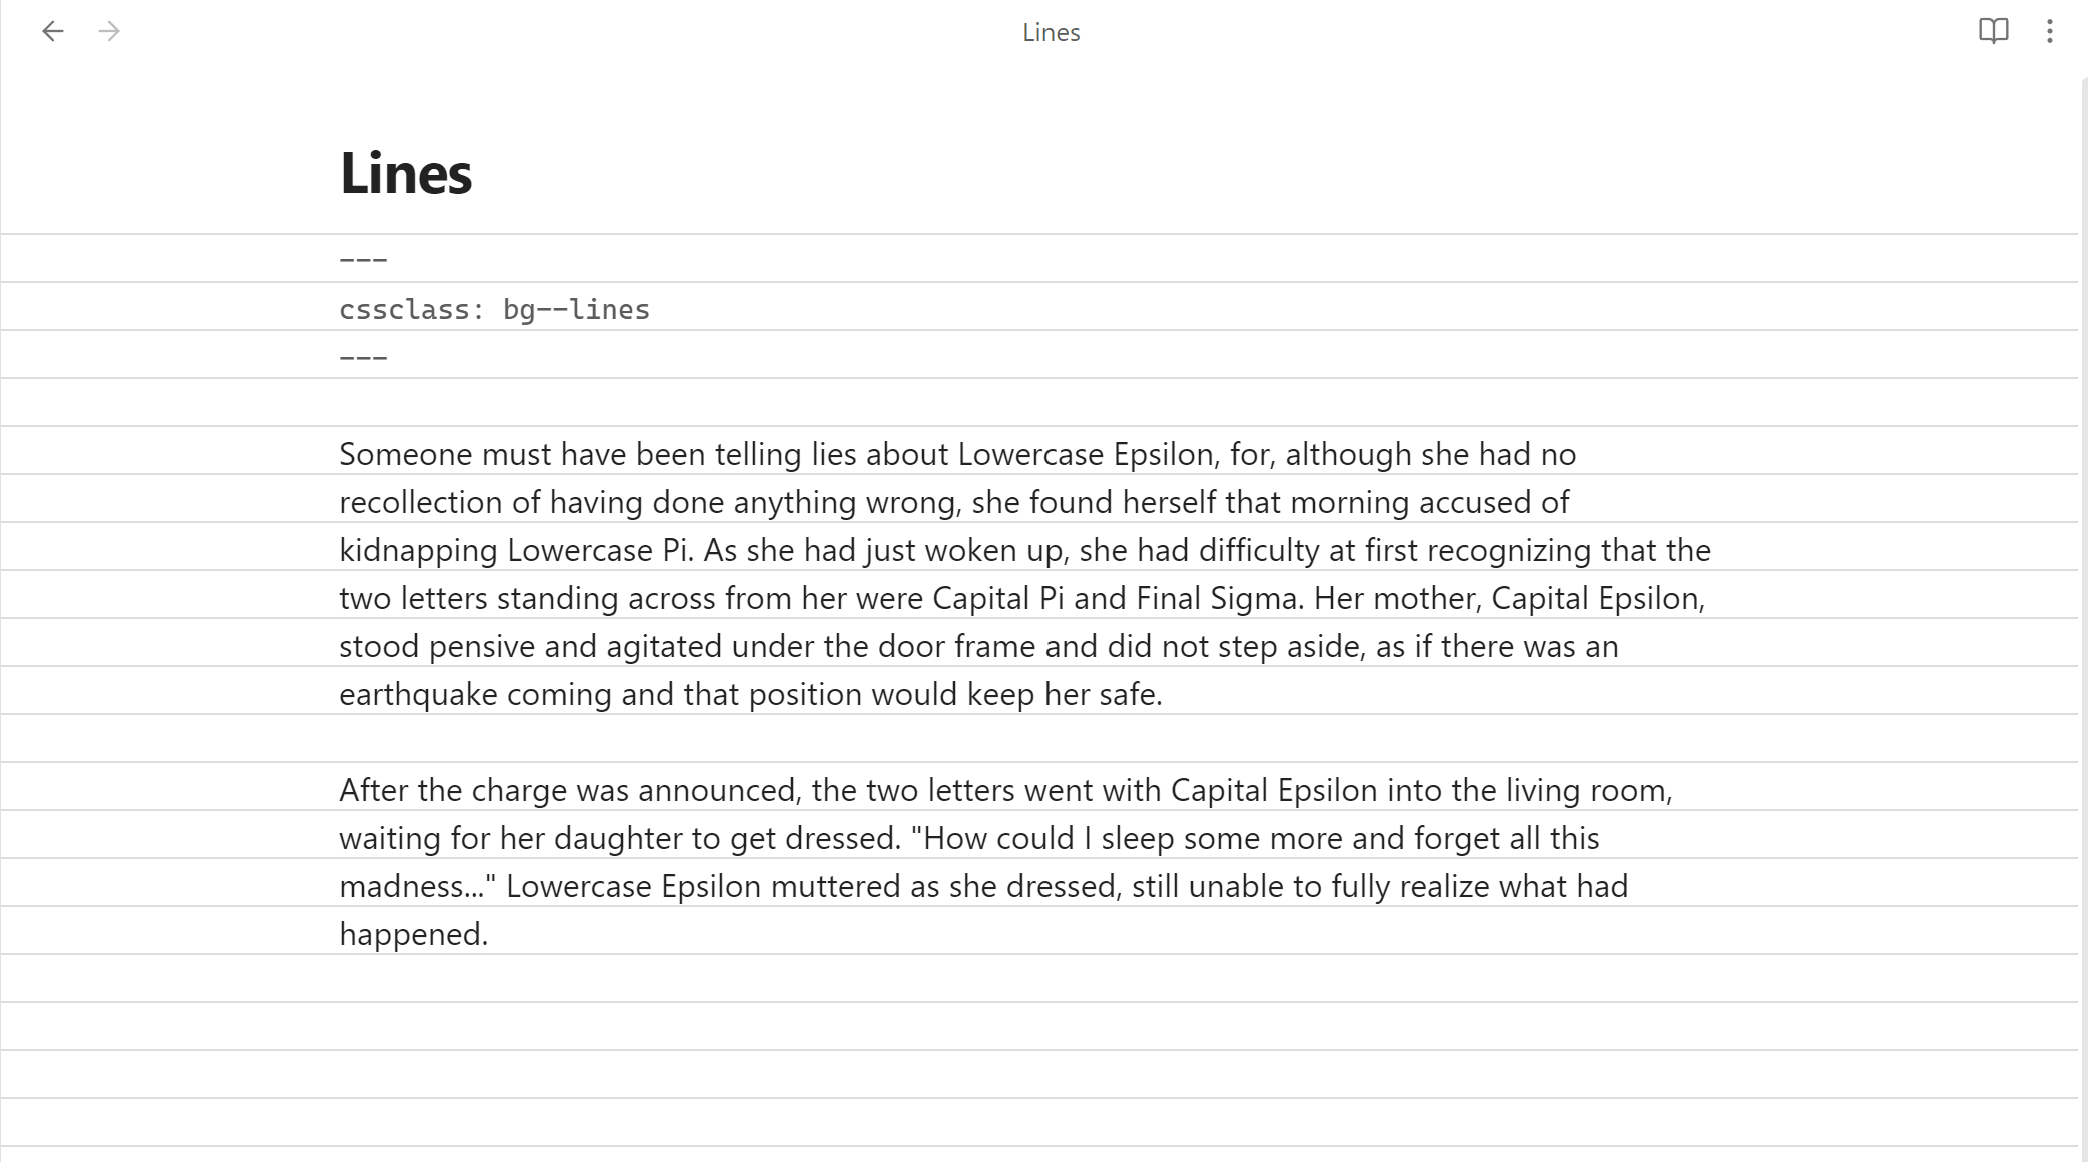 Lines
Lines
---
cssclass: bg--lines
---
Someone must have been telling lies about Lowercase Epsilon, for, although she had no
recollection of having done anything wrong, she found herself that morning accused of
kidnapping Lowercase Pi. As she had just woken up, she had difficulty at first recognizing that the
two letters standing across from her were Capital Pi and Final Sigma. Her mother, Capital Epsilon,
stood pensive and agitated under the door frame and did not step aside, as if there was an
earthquake coming and that position would keep her safe.
After the charge was announced, the two letters went with Capital Epsilon into the living room,
waiting for her daughter to get dressed. "How could I sleep some more and forget all this
madness..." Lowercase Epsilon muttered as she dressed, still unable to fully realize what had
happened.